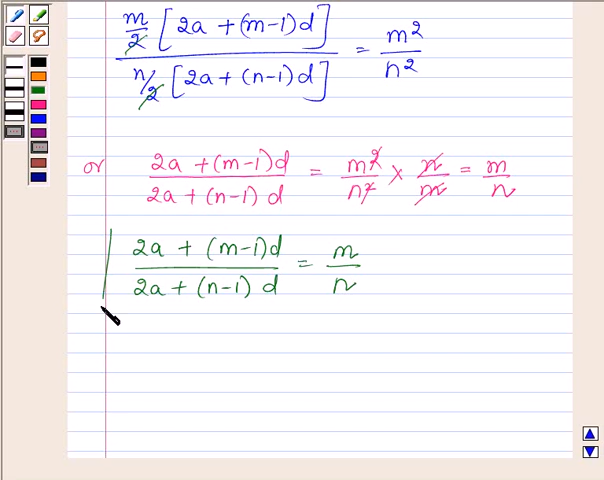 m/2 [2a + (m-1)d] / n/2 [2a + (n-1)d] = m²/n²
or 2a + (m-1)d / 2a + (n-1)d = m²/n² × n/m = m/n
2a + (m-1)d / 2a + (n-1)d = m/n